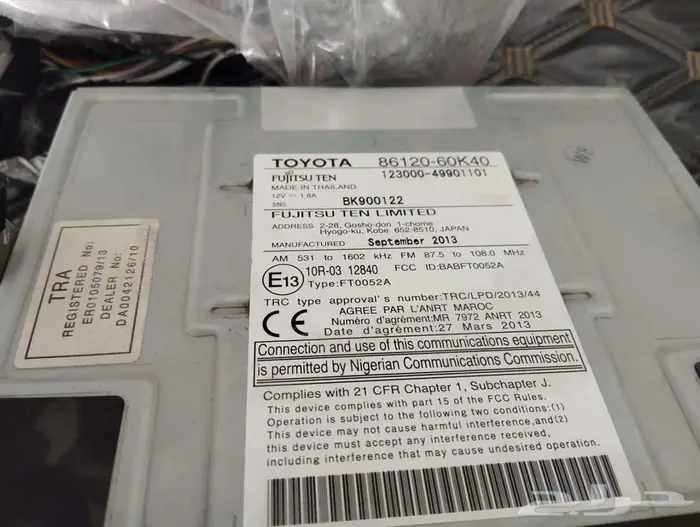 TOYOTA 86120-60K40
FUJITSU TEN 123000-49901101
MADE IN THAILAND
12V 1.8A
SNO. BK900122
FUJITSU TEN LIMITED
ADDRESS 2-28, Gosho-dori 1-chome
Hyogo-ku, Kobe 652-8510, JAPAN
MANUFACTURED September 2013
AM 531 to 1602 kHz FM 87.5 to 108.0 MHz
E13 10R-03 12840 FCC ID:BABFT0052A
Type:FT0052A
TRC type approval's number:TRC/LPD/2013/44
AGREE PAR L'ANRT MAROC
Numéro d'agrément:MR 7972 ANRT 2013
CE Date d'agrément:27 Mars 2013
Connection and use of this communications equipment
is permitted by Nigerian Communications Commission.
Complies with 21 CFR Chapter 1, Subchapter J.
This device complies with part 15 of the FCC Rules.
Operation is subject to the following two conditions:(1)
This device may not cause harmful interference,and(2)
this device must accept any interference received,
including interference that may cause undesired operation.
TRA
REGISTERED No:
ER0105079/13
DEALER No:
DA0042126/10
حراج